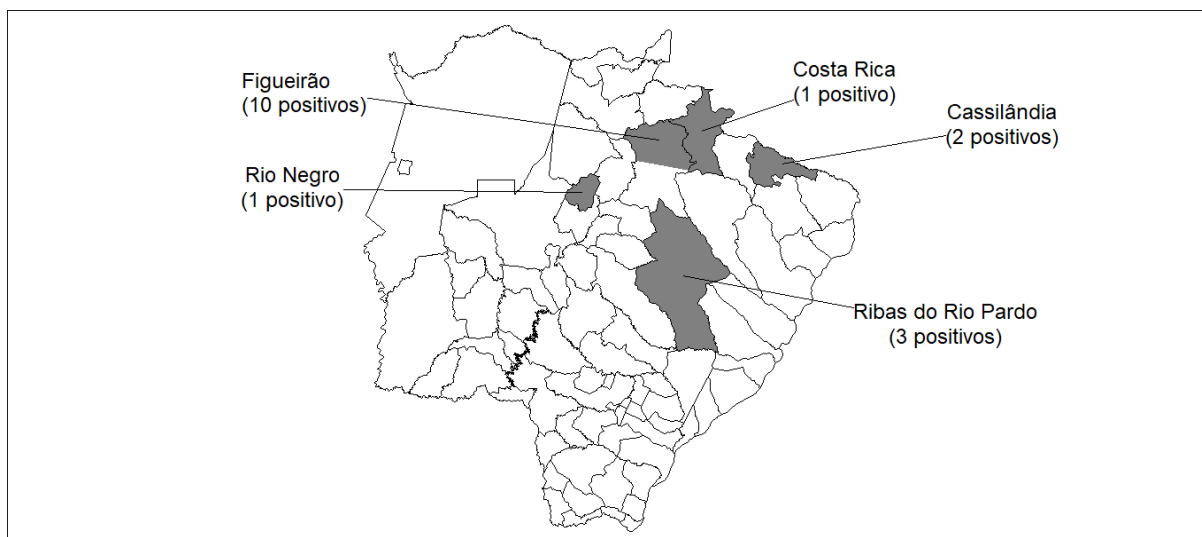 Figueirão
(10 positivos)
Costa Rica
(1 positivo)
Cassilândia
(2 positivos)
Rio Negro
(1 positivo)
Ribas do Rio Pardo
(3 positivos)